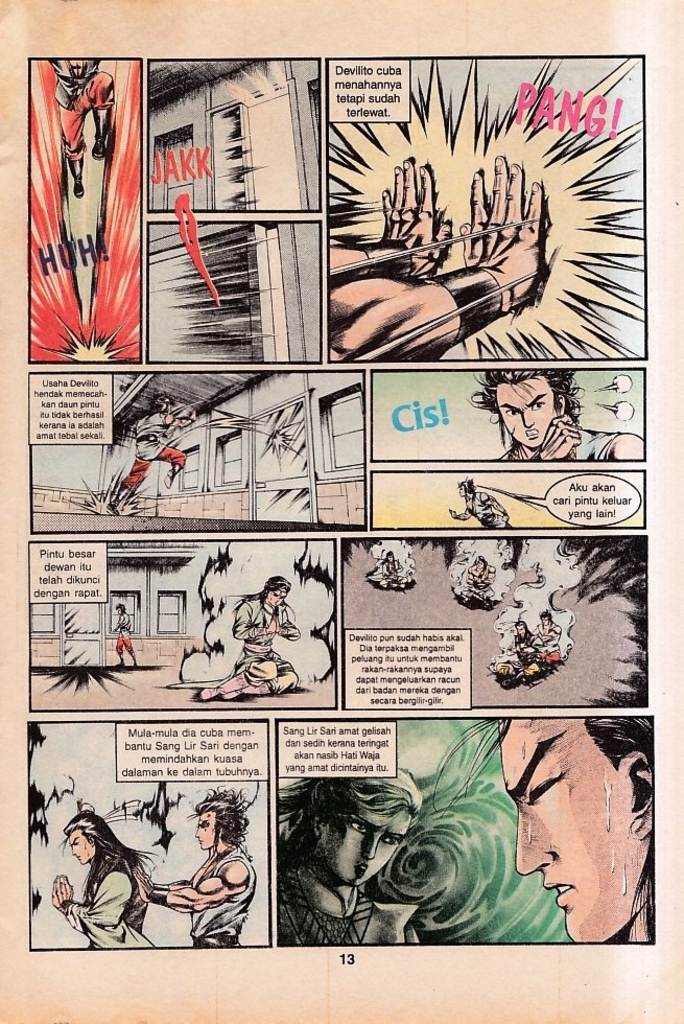 HUH!
JAKK
Devilito cuba
menahannya
tetapi sudah
terlewat.
PANG!
Usaha Devilito
hendak memecah-
kan daun pintu
itu tidak berhasil
kerana ia adalah
amat tebal sekali.
Cis!
Aku akan
cari pintu keluar
yang lain!
Pintu besar
dewan itu
telah dikunci
dengan rapat.
Devilito pun sudah habis akal.
Dia terpaksa mengambil
peluang itu untuk membantu
rakan-rakannya supaya
dapat mengeluarkan racun
dari badan mereka dengan
secara bergilir-gilir.
Mula-mula dia cuba mem-
bantu Sang Lir Sari dengan
memindahkan kuasa
dalaman ke dalam tubuhnya.
Sang Lir Sari amat gelisah
dan sedih kerana teringat
akan nasib Hati Waja
yang amat dicintainya itu.
13